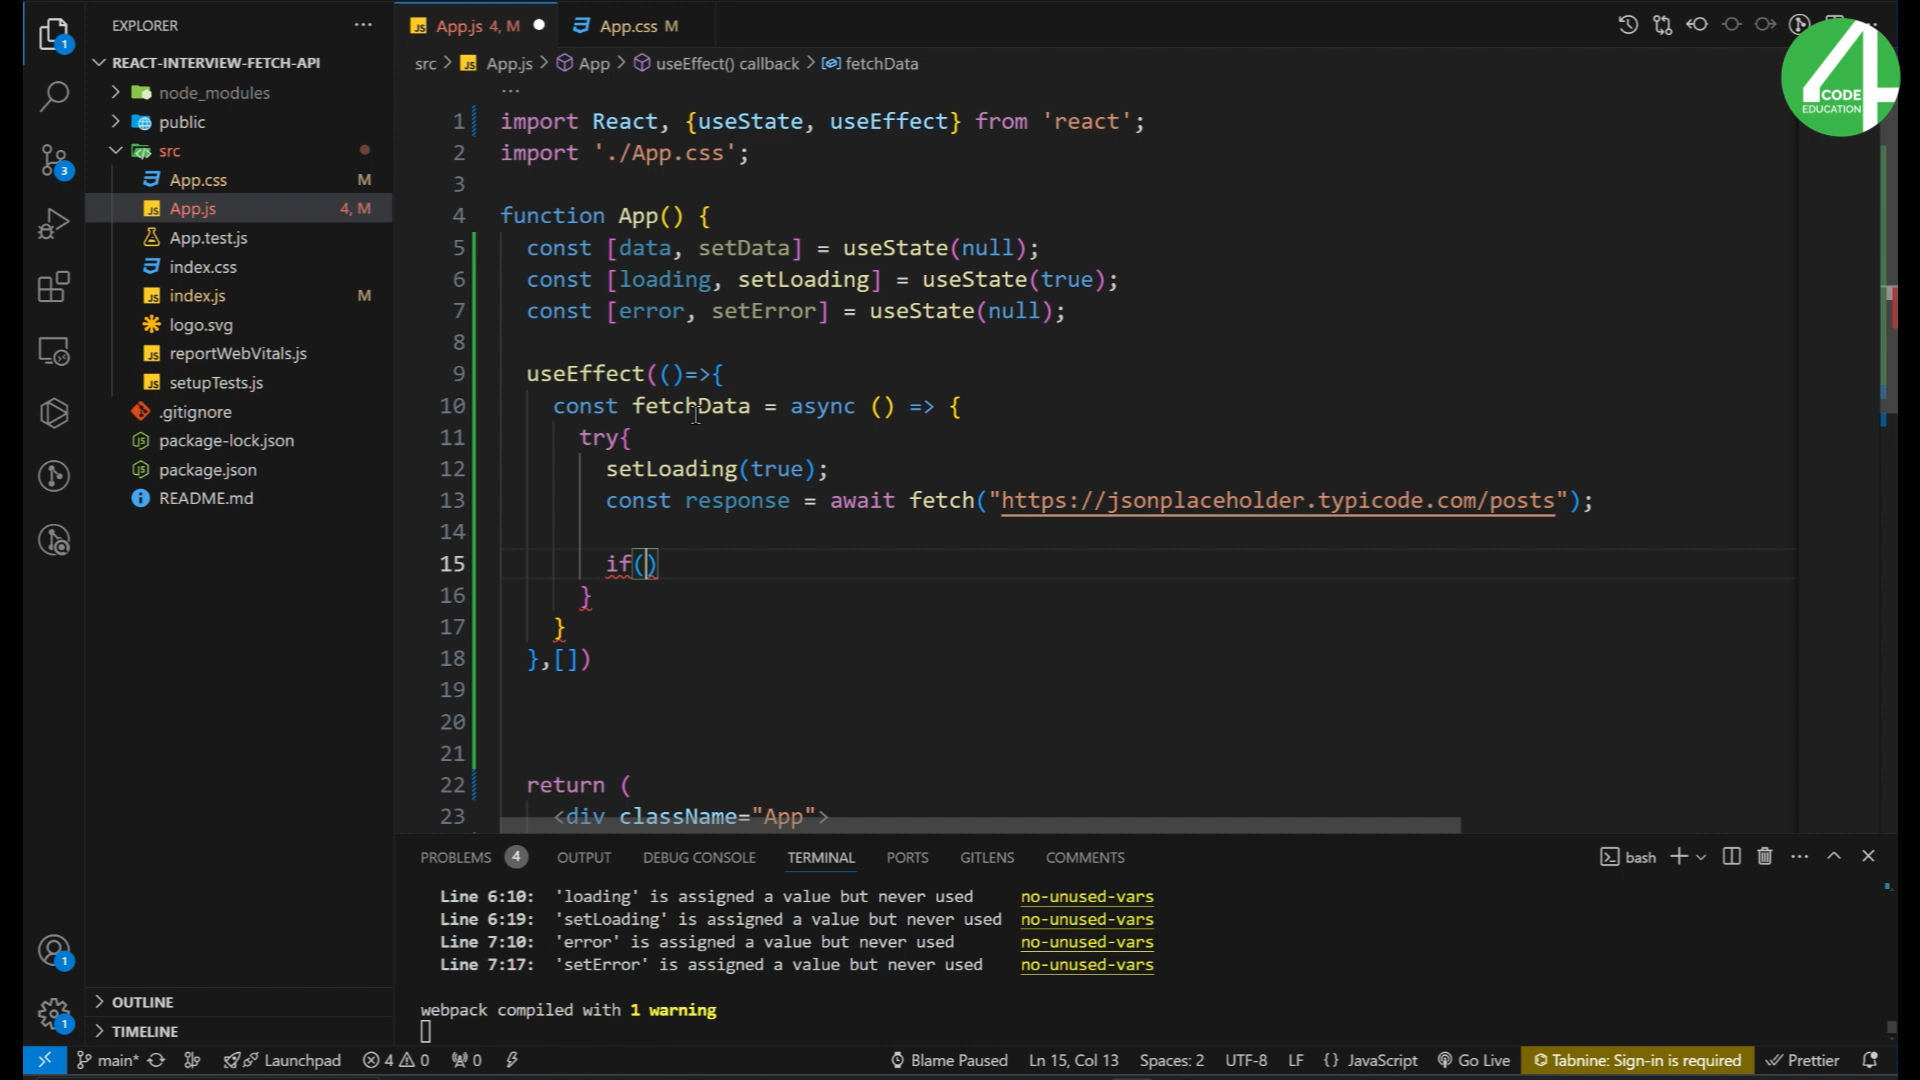 EXPLORER
REACT-INTERVIEW-FETCH-API
node_modules
public
src
App.css M
App.js 4, M
App.test.js
index.css
index.js M
logo.svg
reportWebVitals.js
setupTests.js
.gitignore
package-lock.json
package.json
README.md
OUTLINE
TIMELINE
1
3
1
1
App.js 4, M
App.css M
src > App.js > App > useEffect() callback > fetchData
4
CODE
EDUCATION
1 import React, {useState, useEffect} from 'react';
2 import './App.css';
3
4 function App() {
5 const [data, setData] = useState(null);
6 const [loading, setLoading] = useState(true);
7 const [error, setError] = useState(null);
8
9 useEffect(()=>{
10 const fetchData = async () => {
11 try{
12 setLoading(true);
13 const response = await fetch("https://jsonplaceholder.typicode.com/posts");
14
15 if()
16 }
17 }
18 },[])
19
20
21
22 return (
23 <div className="App">
PROBLEMS 4 OUTPUT DEBUG CONSOLE TERMINAL PORTS GITLENS COMMENTS
bash
Line 6:10: 'loading' is assigned a value but never used no-unused-vars
Line 6:19: 'setLoading' is assigned a value but never used no-unused-vars
Line 7:10: 'error' is assigned a value but never used no-unused-vars
Line 7:17: 'setError' is assigned a value but never used no-unused-vars
webpack compiled with 1 warning
main* Launchpad 4 0 0 Blame Paused Ln 15, Col 13 Spaces: 2 UTF-8 LF {} JavaScript Go Live Tabnine: Sign-in is required Prettier